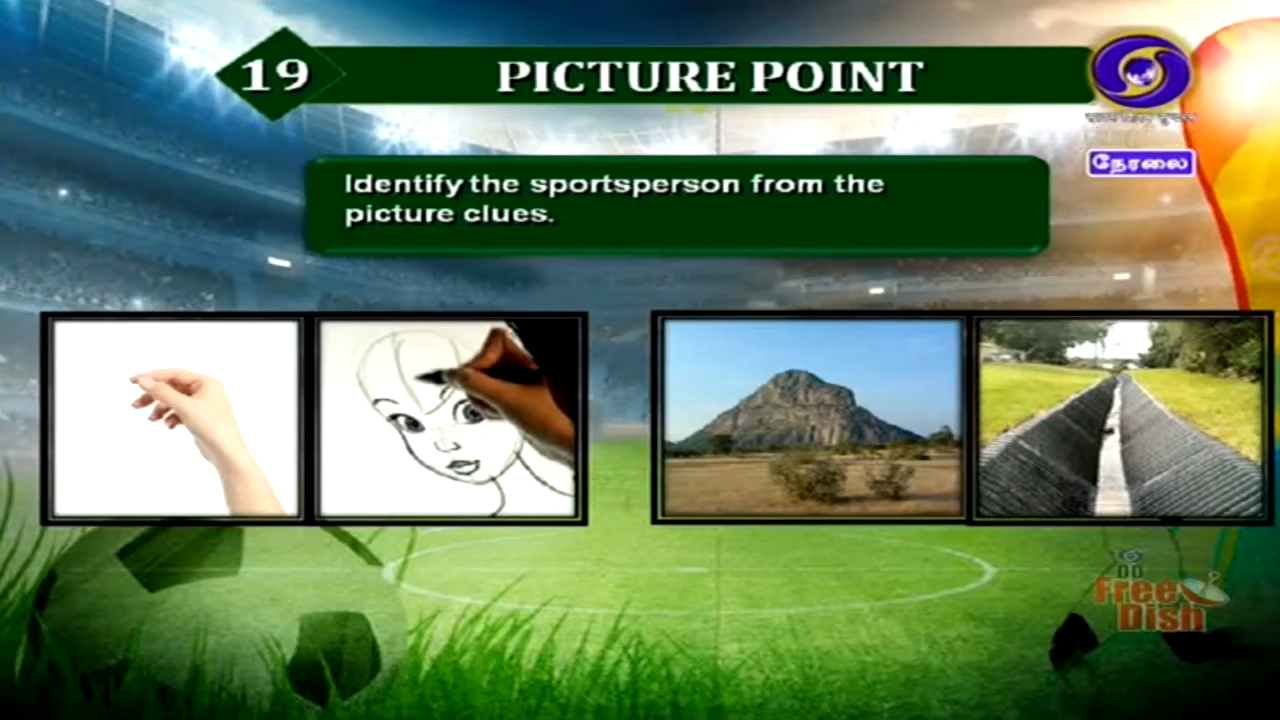 19
PICTURE POINT
நேரலை
Identify the sportsperson from the
picture clues.
DD
Free
Dish